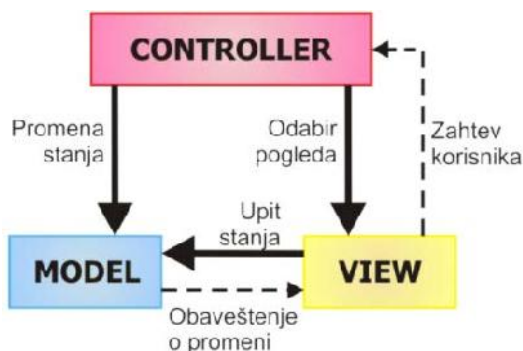 CONTROLLER
Promena
stanja
Odabir
pogleda
Zahtev
korisnika
Upit
stanja
MODEL
VIEW
Obaveštenje
o promeni